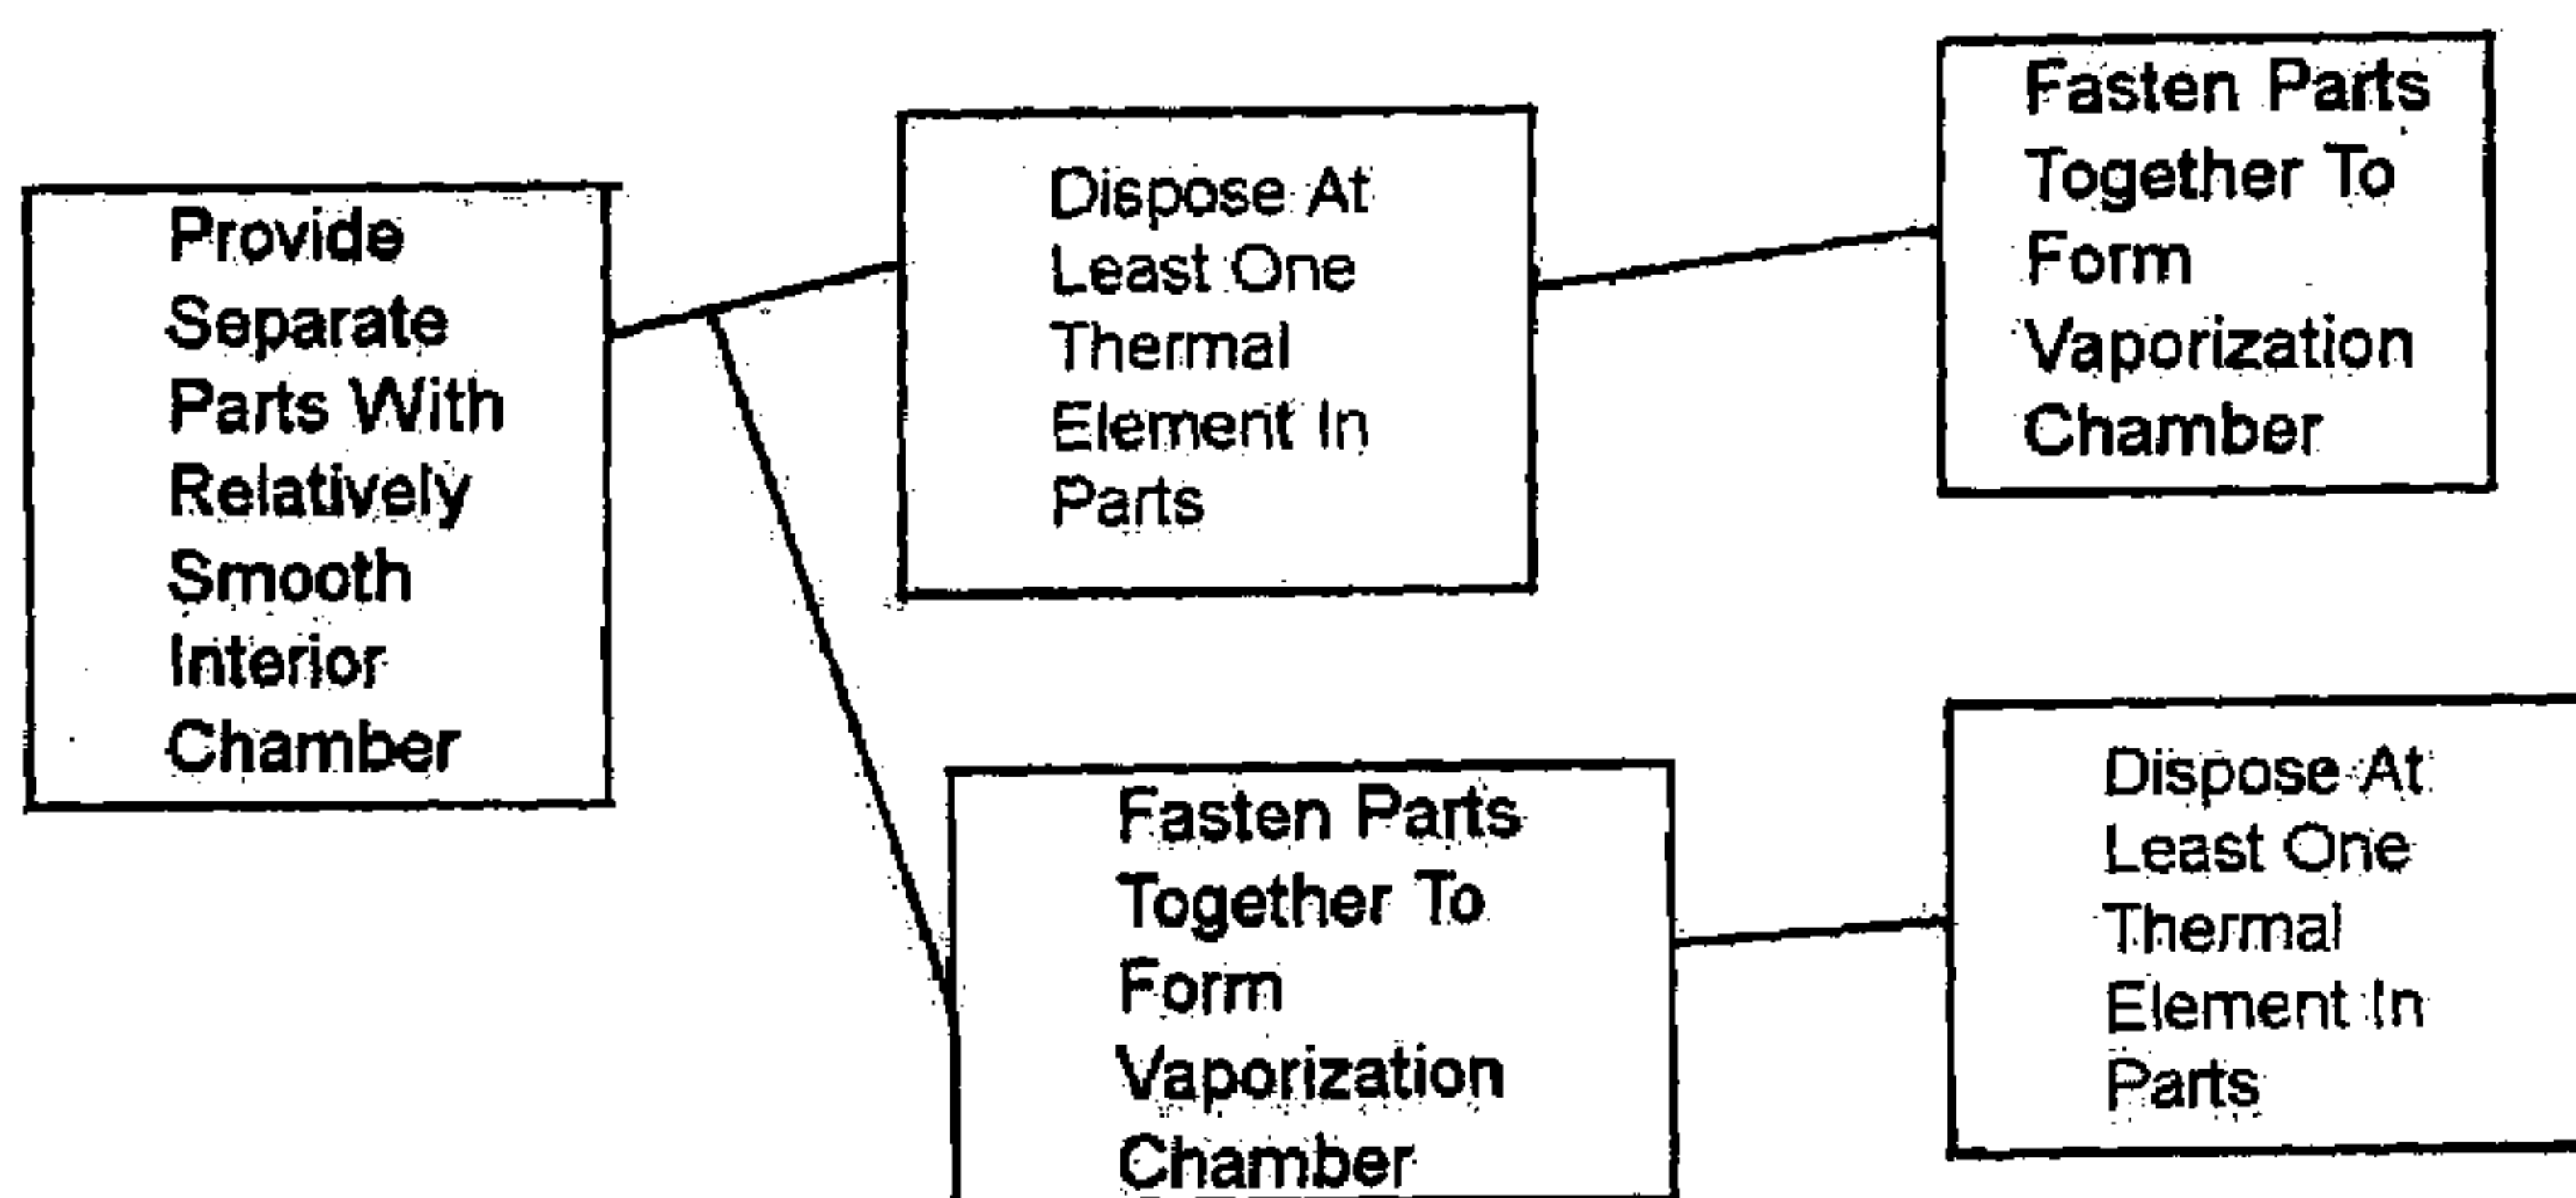 Provide
Separate
Parts With
Relatively
Smooth
Interior
Chamber
Dispose At
Least One
Thermal
Element In
Parts
Fasten Parts
Together To
Form
Vaporization
Chamber
Fasten Parts
Together To
Form
Vaporization
Chamber
Dispose At
Least One
Thermal
Element In
Parts